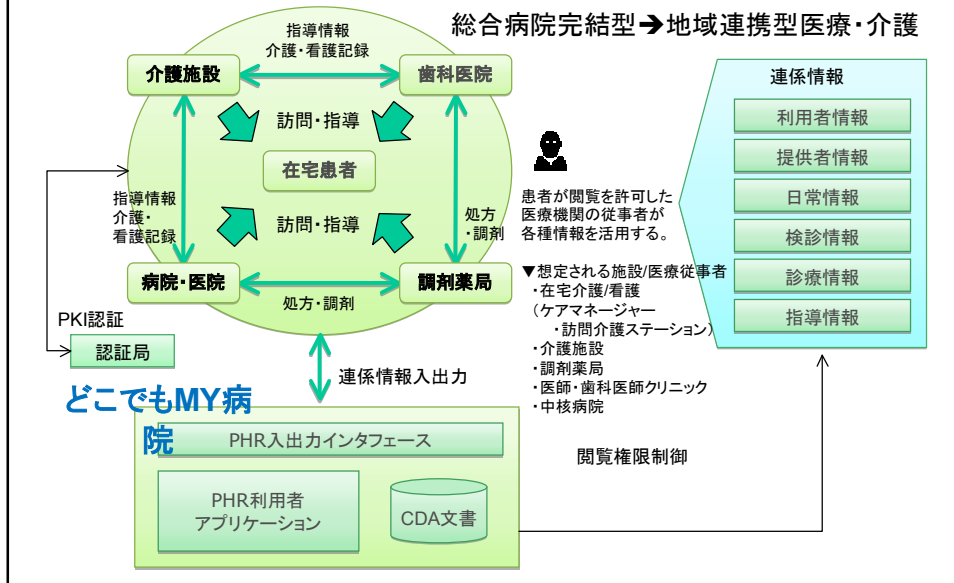 総合病院完結型➔地域連携型医療・介護
指導情報
介護・看護記録
介護施設
歯科医院
訪問・指導
在宅患者
指導情報
介護・
看護記録
訪問・指導
処方
・調剤
病院・医院
調剤薬局
処方・調剤
PKI認証
認証局
連係情報入出力
どこでもMY病
院
PHR入出力インタフェース
PHR利用者
アプリケーション
CDA文書
患者が閲覧を許可した
医療機関の従事者が
各種情報を活用する。
▼想定される施設/医療従事者
・在宅介護/看護
（ケアマネージャー
・訪問介護ステーション）
・介護施設
・調剤薬局
・医師・歯科医師クリニック
・中核病院
閲覧権限制御
連係情報
利用者情報
提供者情報
日常情報
検診情報
診療情報
指導情報